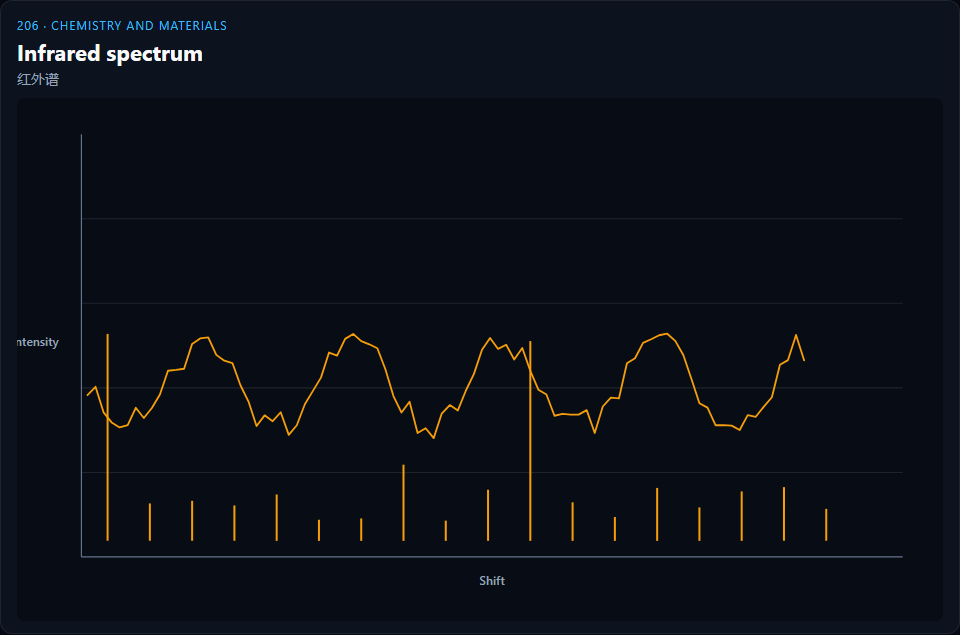 206 · CHEMISTRY AND MATERIALS
Infrared spectrum
红外谱
ntensity
Shift